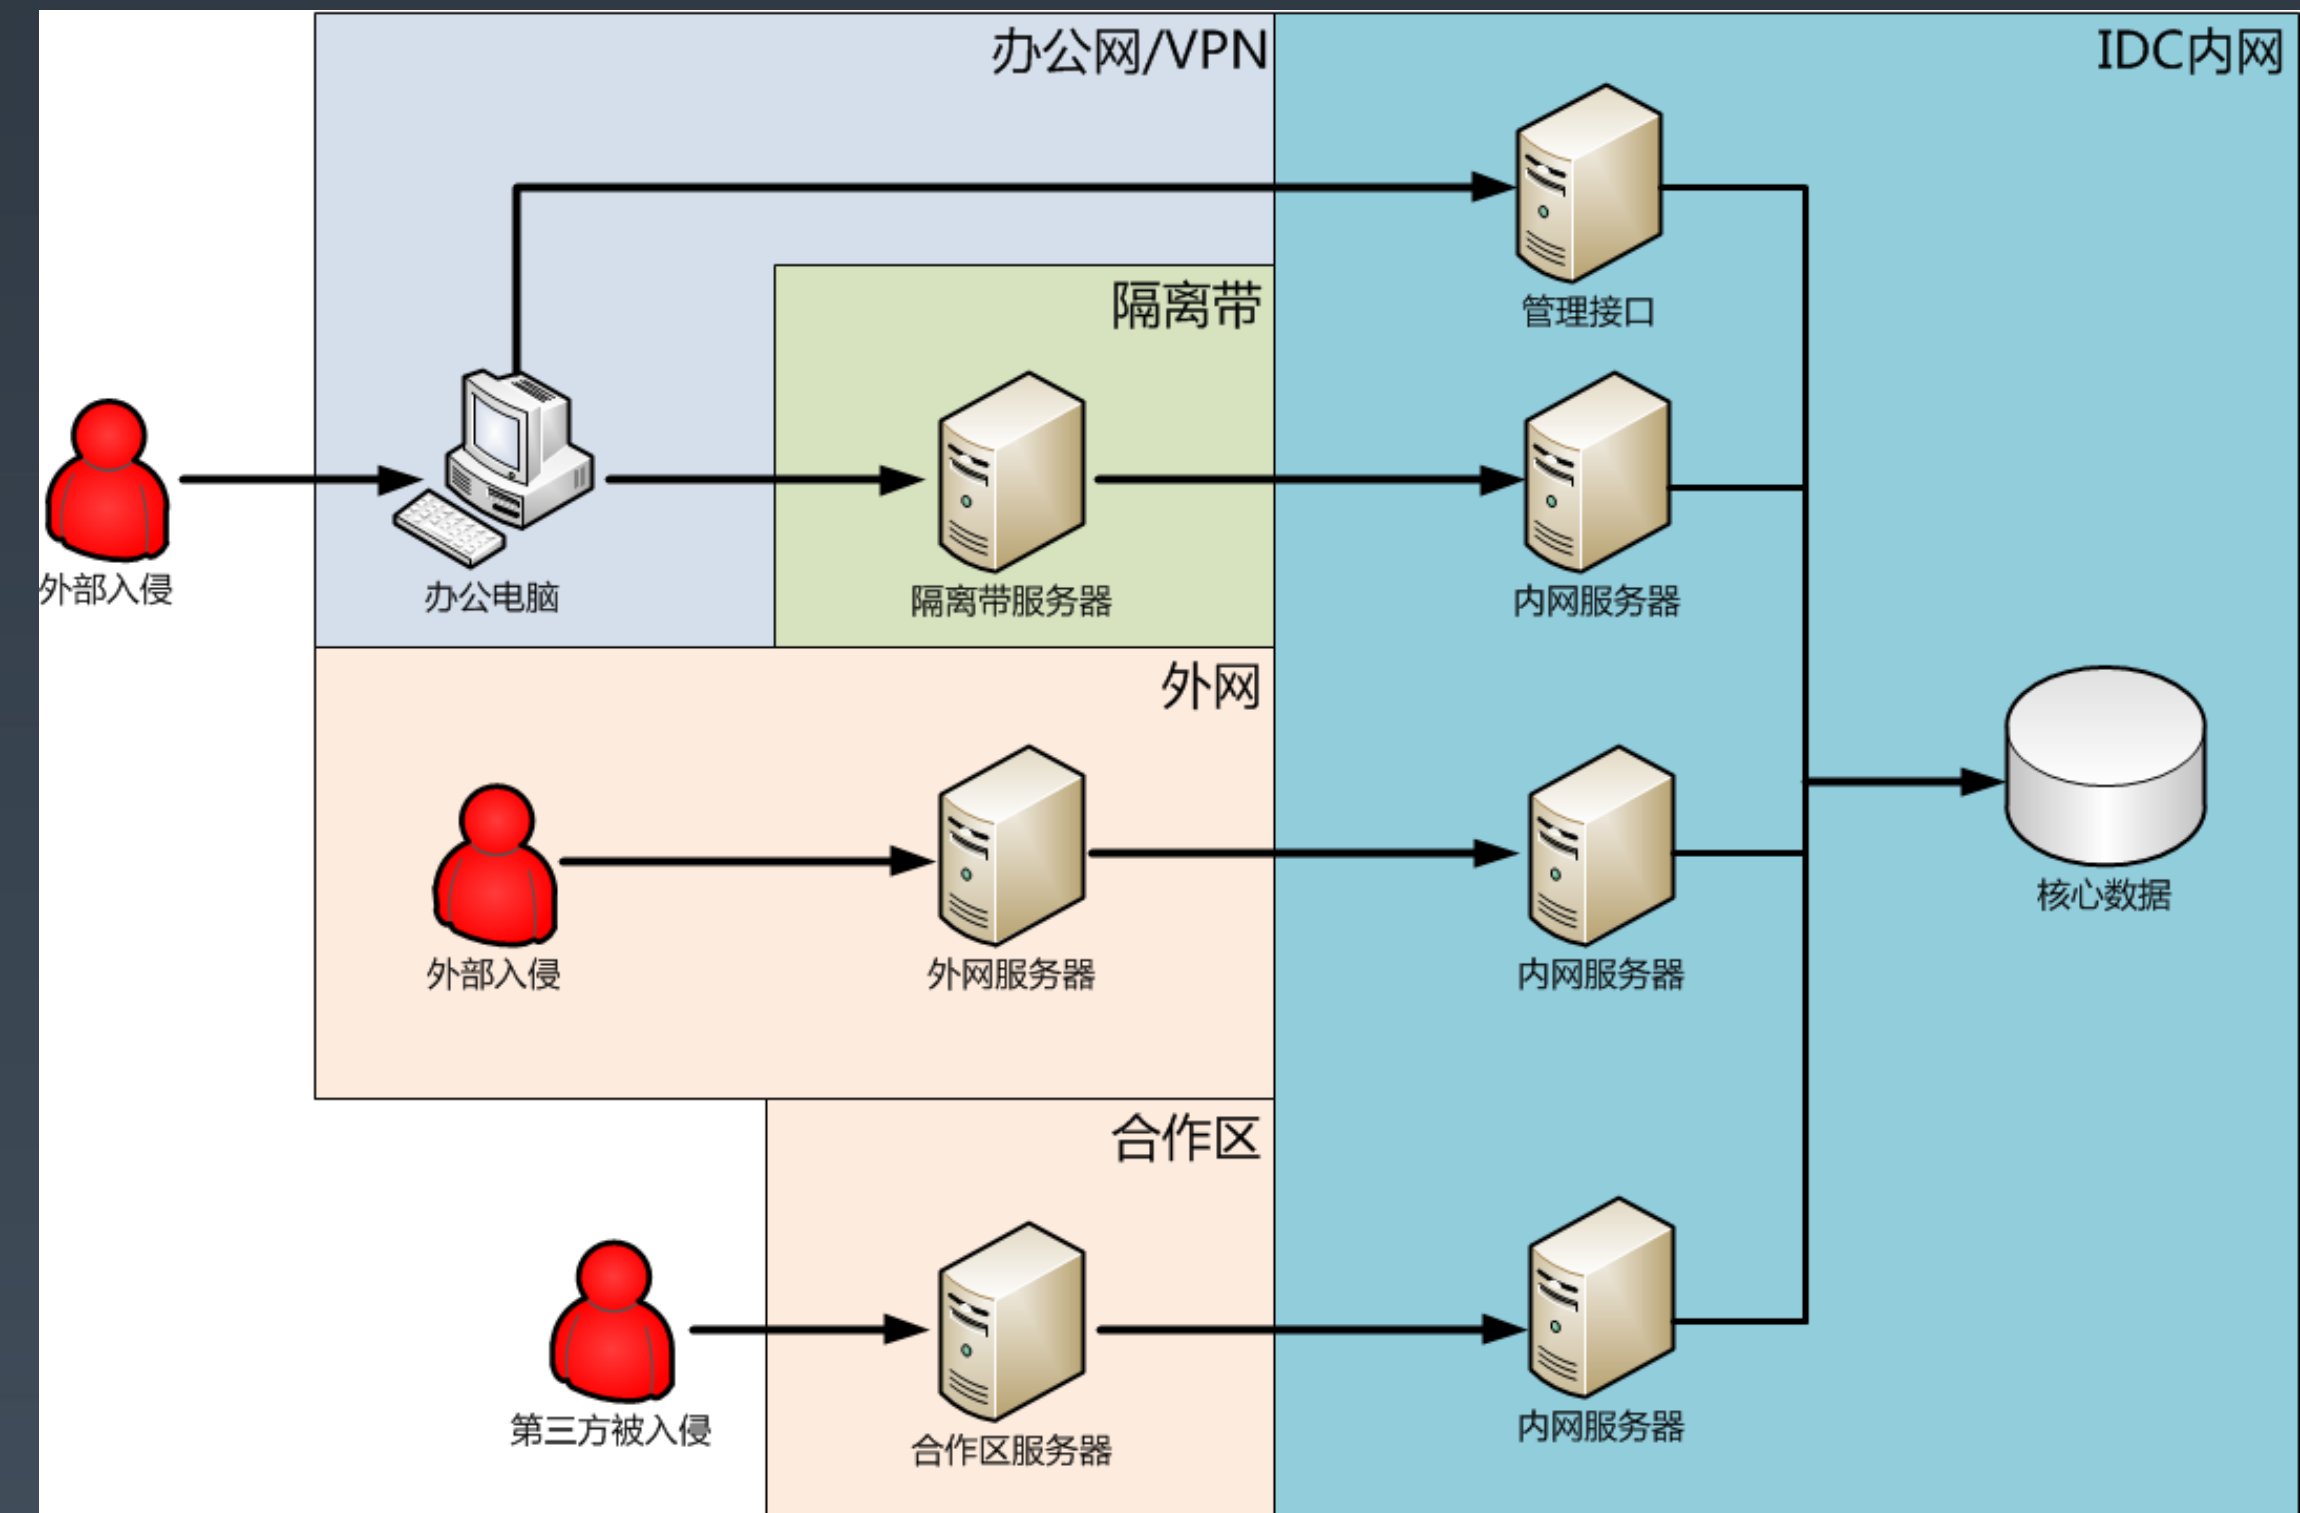 办公网/VPN
IDC内网
管理接口
隔离带
外部入侵
办公电脑
隔离带服务器
内网服务器
外网
核心数据
外部入侵
外网服务器
内网服务器
合作区
第三方被入侵
合作区服务器
内网服务器